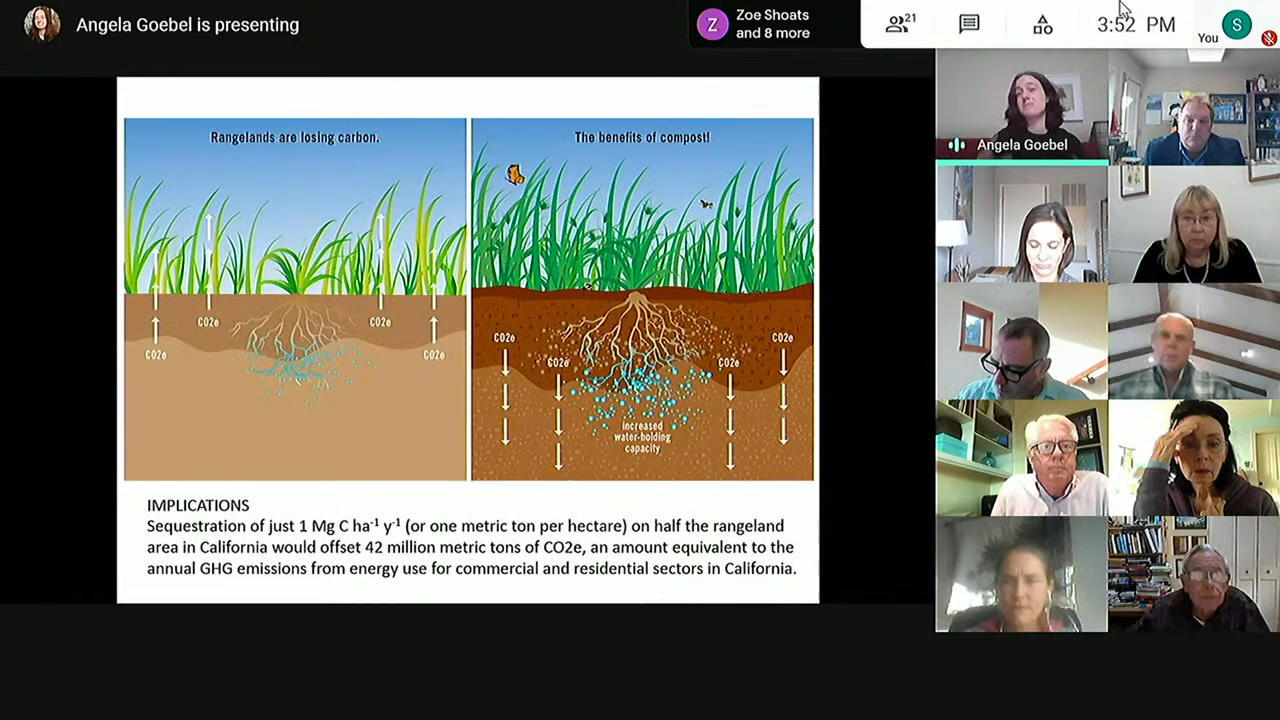 Angela Goebel is presenting
Z
Zoe Shoats
and 8 more
21
3:52 PM
You
S
Angela Goebel
Rangelands are losing carbon.
CO2e
CO2e
CO2e
CO2e
The benefits of compost!
CO2e
CO2e
CO2e
CO2e
increased
water-holding
capacity
IMPLICATIONS
Sequestration of just 1 Mg C ha⁻¹ y⁻¹ (or one metric ton per hectare) on half the rangeland
area in California would offset 42 million metric tons of CO2e, an amount equivalent to the
annual GHG emissions from energy use for commercial and residential sectors in California.